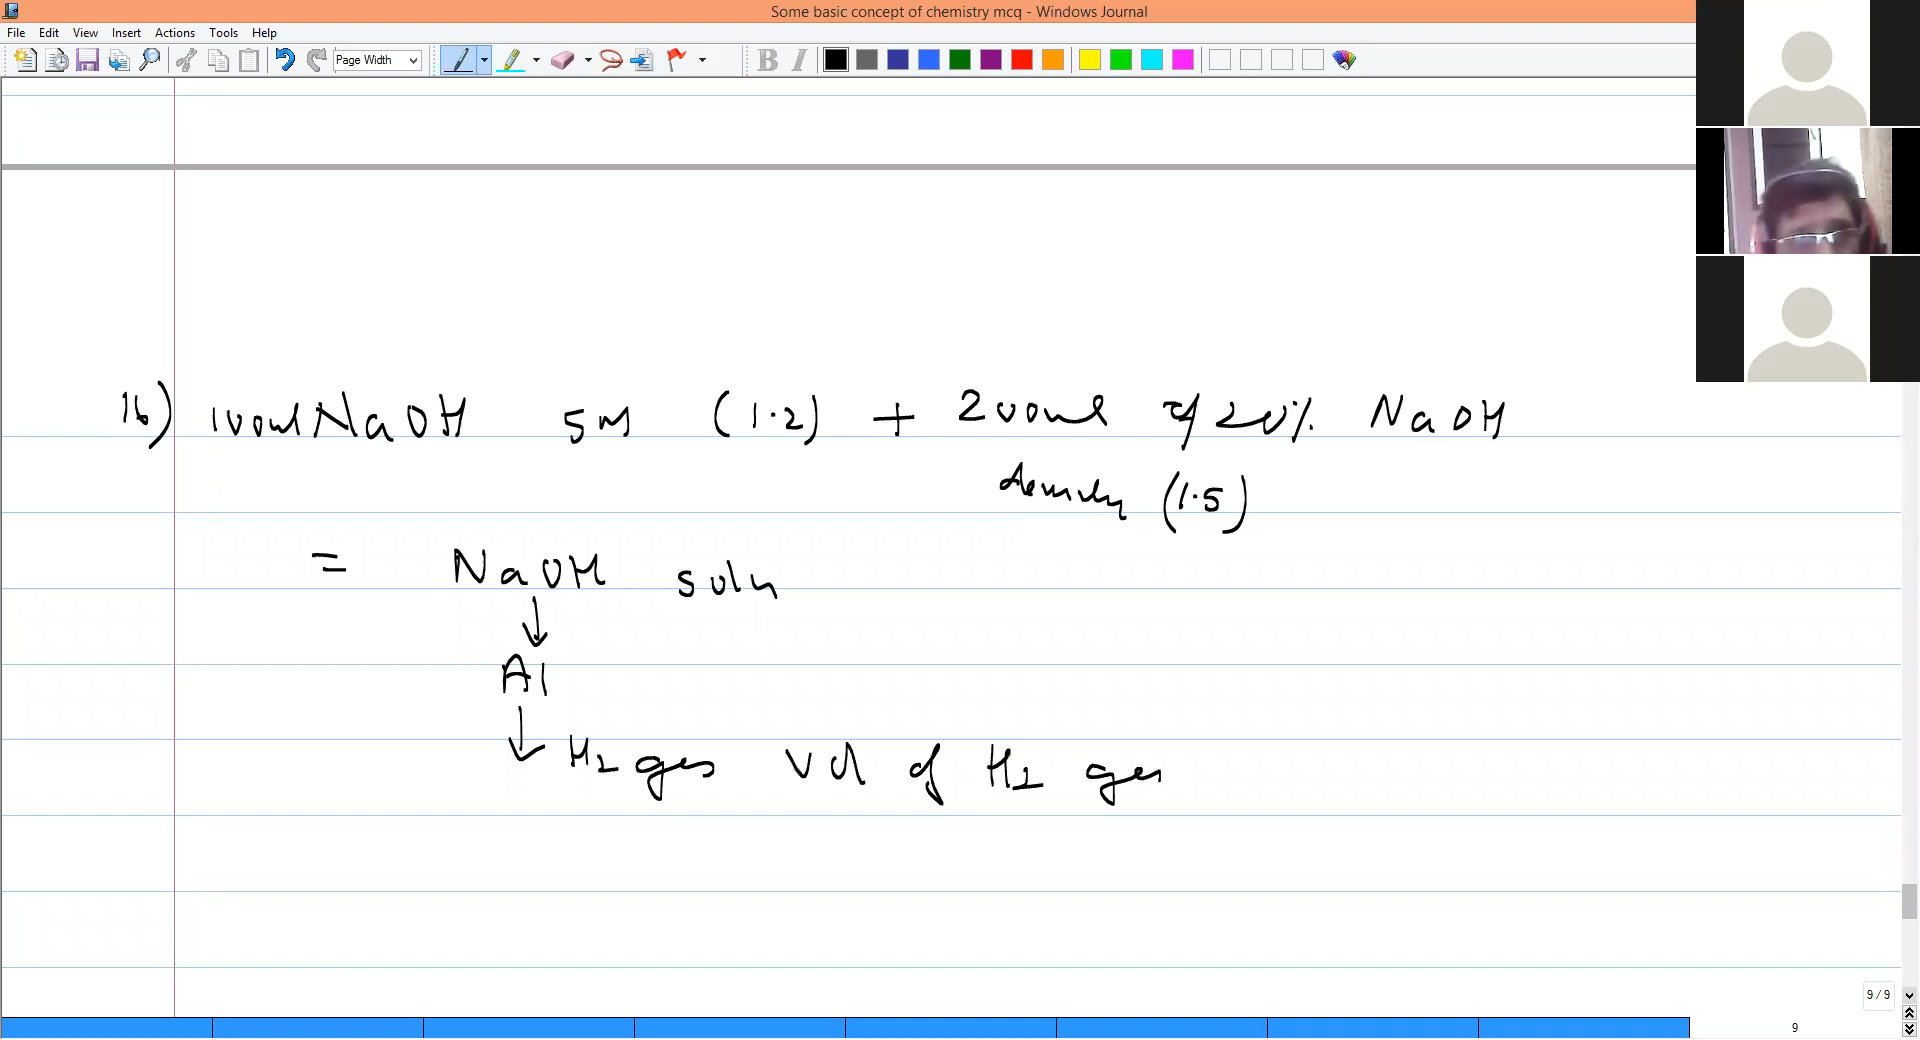 Some basic concept of chemistry mcq - Windows Journal
File Edit View Insert Actions Tools Help
Page Width B I
16) 100ml NaOH 5M (1.2) + 200ml of 20% NaOH
density (1.5)
= NaOH soln
↓
Al
↓ H2 gas Vol of H2 gas
9 / 9
9